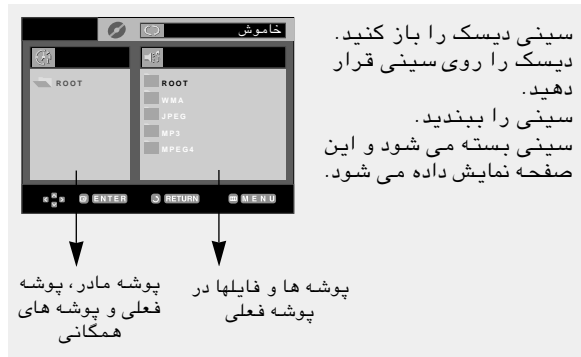 سینی دیسک را باز کنید.
دیسک را روی سینی قرار
دهید.
سینی را ببندید.
سینی بسته می شود و این
صفحه نمایش داده می شود.
خاموش
ROOT
ROOT
WMA
JPEG
MP3
MPEG4
ENTER RETURN MENU
پوشه ها و فایلها در
پوشه فعلی
پوشه مادر، پوشه
فعلی و پوشه های
همگانی